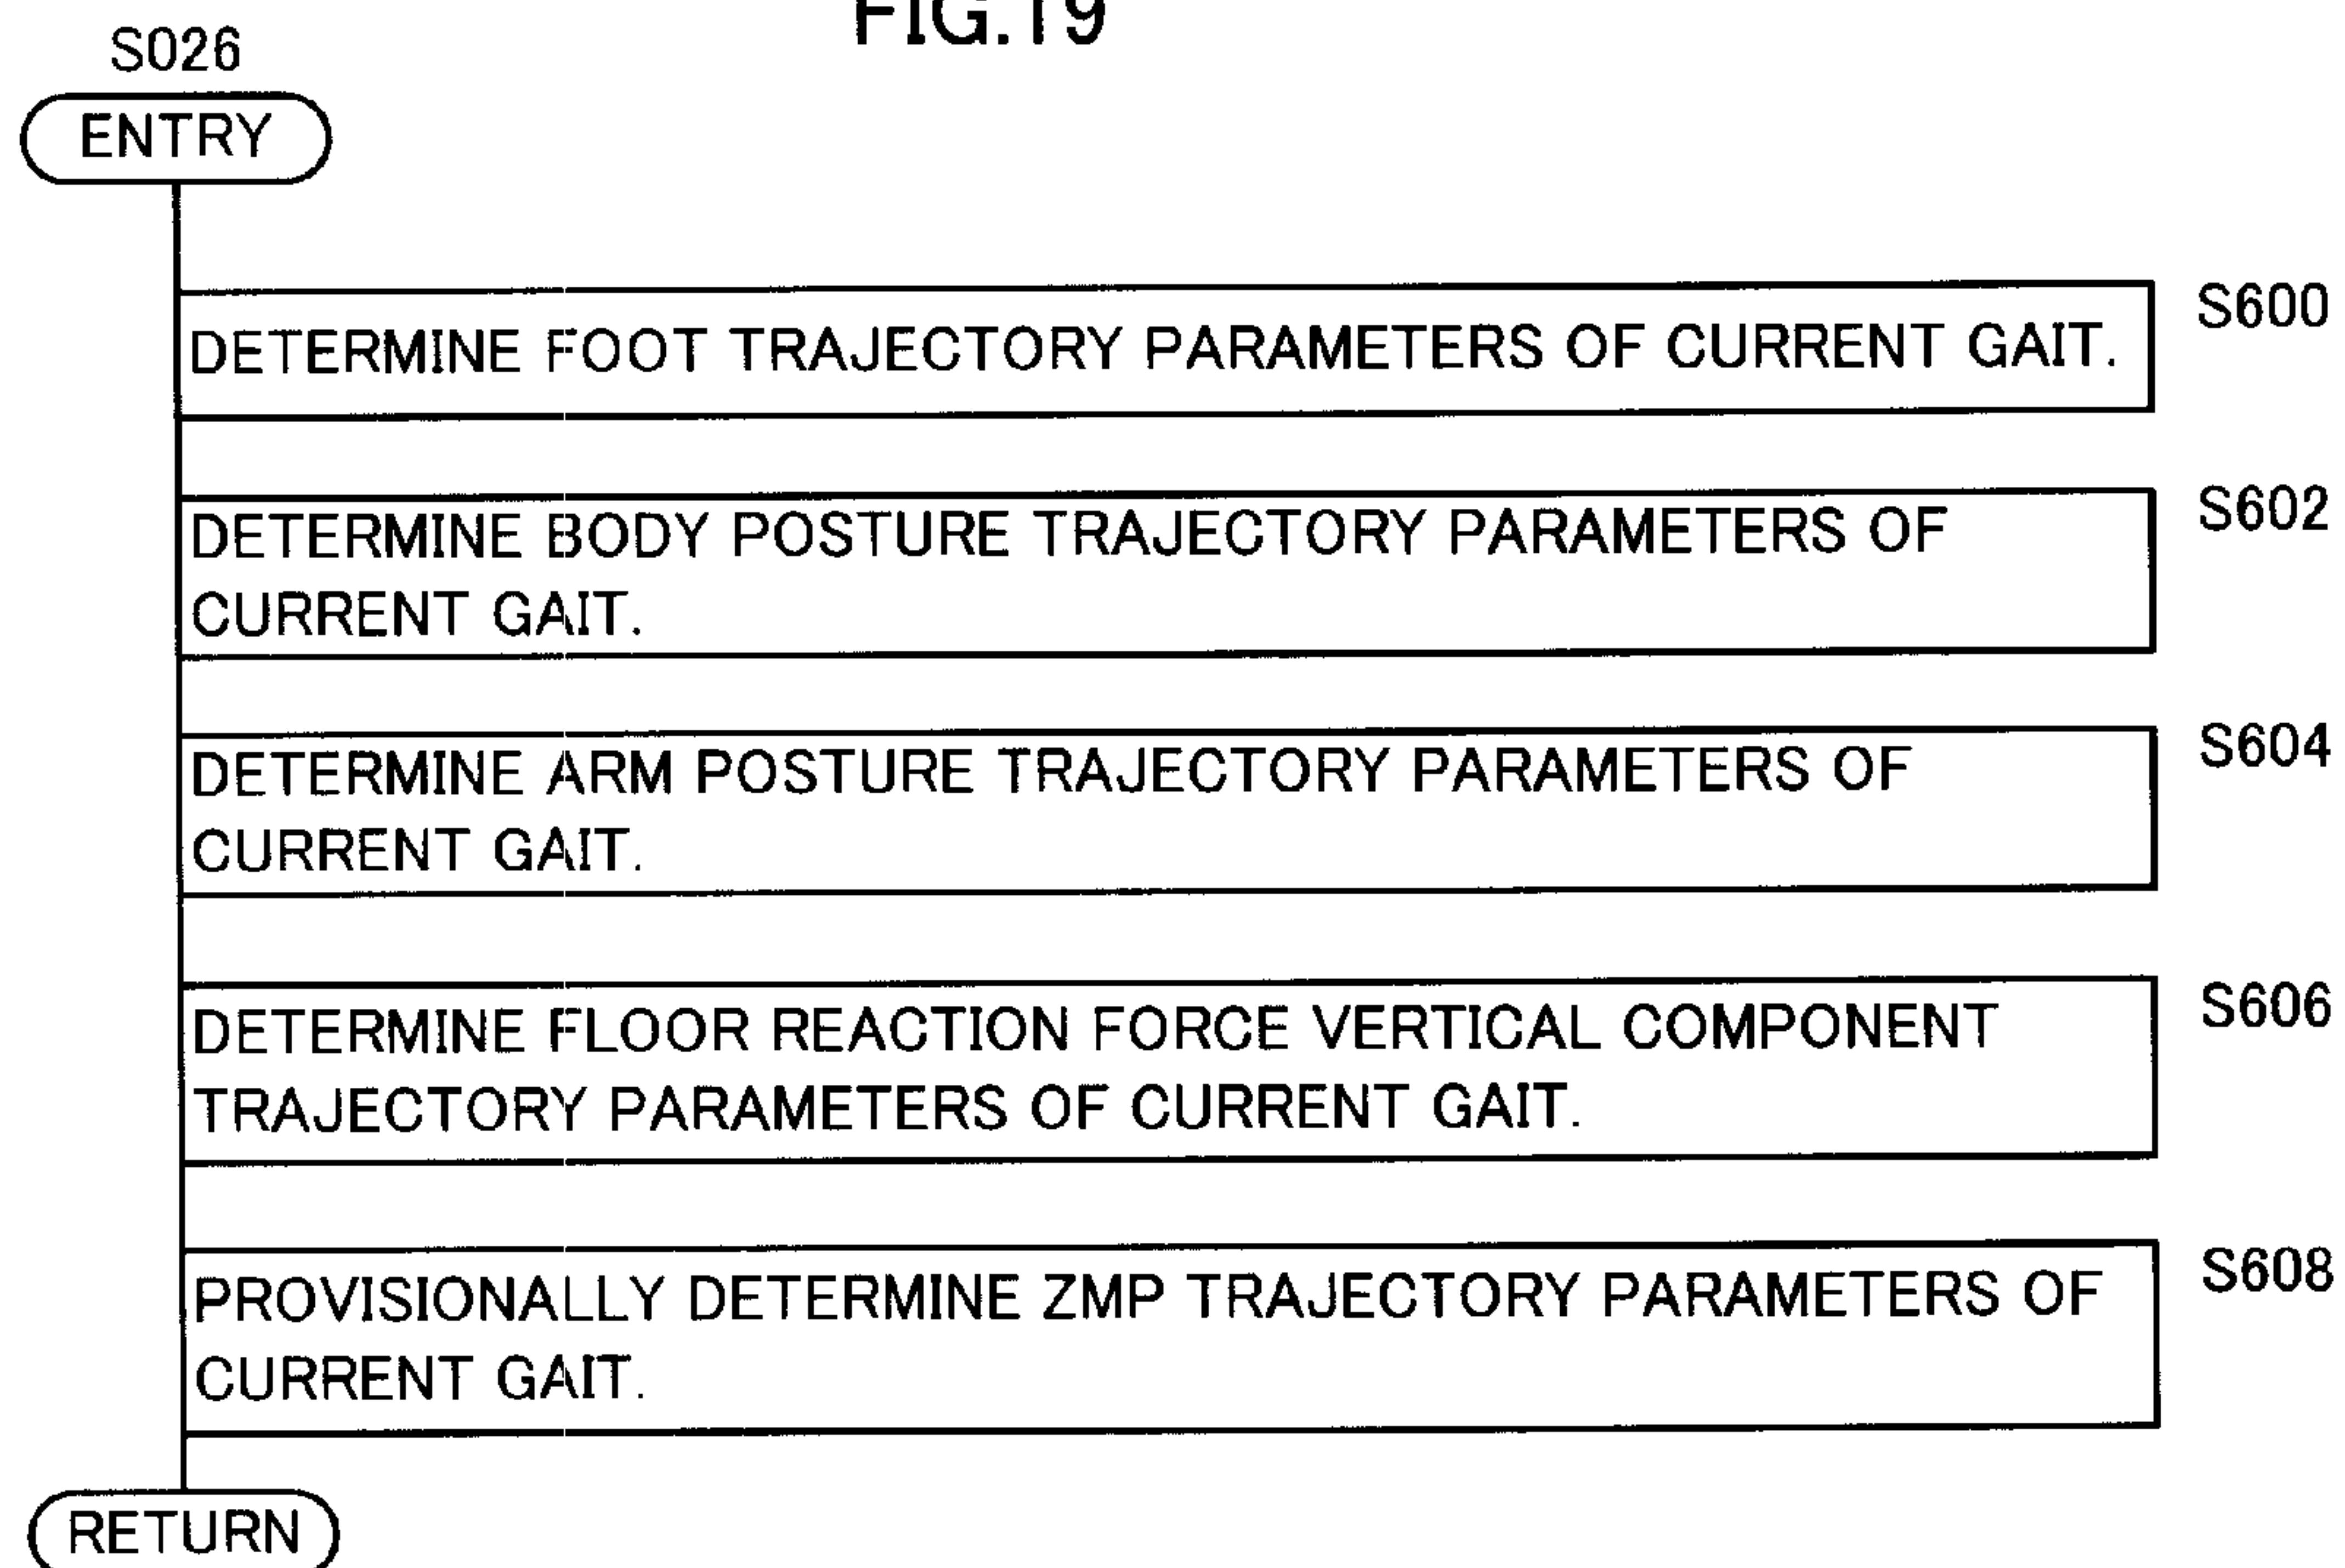 FIG.19
S026
ENTRY
DETERMINE FOOT TRAJECTORY PARAMETERS OF CURRENT GAIT.
S600
DETERMINE BODY POSTURE TRAJECTORY PARAMETERS OF
CURRENT GAIT.
S602
DETERMINE ARM POSTURE TRAJECTORY PARAMETERS OF
CURRENT GAIT.
S604
DETERMINE FLOOR REACTION FORCE VERTICAL COMPONENT
TRAJECTORY PARAMETERS OF CURRENT GAIT.
S606
PROVISIONALLY DETERMINE ZMP TRAJECTORY PARAMETERS OF
CURRENT GAIT.
S608
RETURN